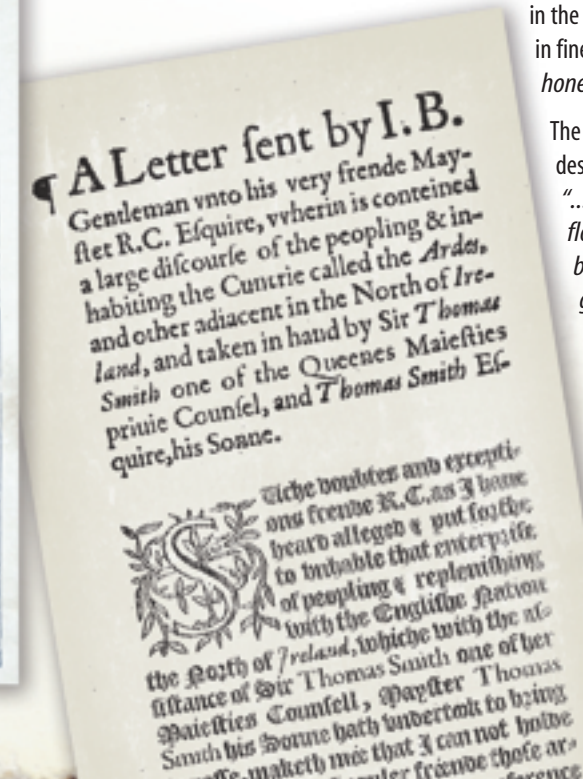 in the
in fine
hone
The
des
"...
fl
b
g
¶ A Letter ſent by I. B.
Gentleman vnto his very frende May-
ſter R.C. Eſquire, vvherin is conteined
a large diſcourſe of the peopling & in-
habiting the Cuntrie called the Ardes,
and other adiacent in the North of Ire-
land, and taken in hand by Sir Thomas
Smith one of the Queenes Maieſties
priuie Counſel, and Thomas Smith Eſ-
quire, his Sonne.
SUche doubtes and excepti-
ons frende R.C. as I haue
heard alleged & put forthe
to
that enterpriſe
of peopling & repleniſhing
with the Engliſhe Nation
the North of Ireland, whiche with the aſ-
ſiſtance of Sir Thomas Smith one of her
Maieſties Counſell, Mayſter Thomas
Smith his Sonne hath vndertak to bring
maketh mee that I can not holde
frende thoſe ar-